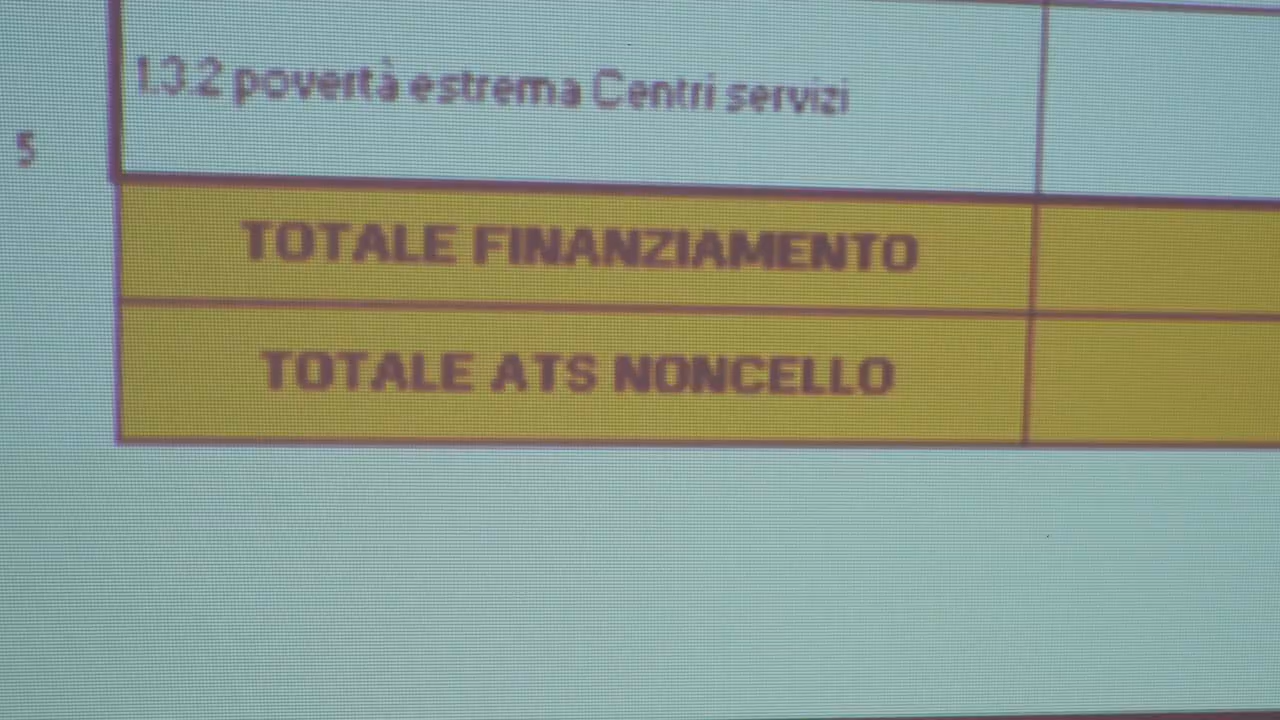 1.3.2 povertà estrema Centri servizi
5
TOTALE FINANZIAMENTO
TOTALE ATS NONCELLO